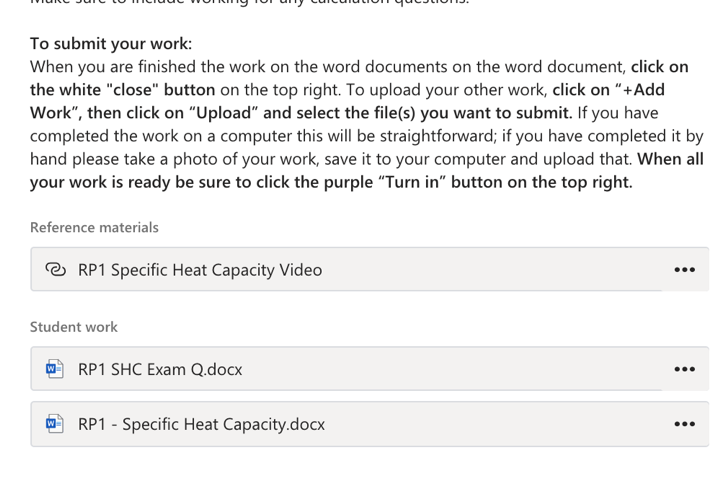 Make sure to include working for any calculation questions.
To submit your work:
When you are finished the work on the word documents on the word document, click on
the white "close" button on the top right. To upload your other work, click on “+Add
Work”, then click on “Upload” and select the file(s) you want to submit. If you have
completed the work on a computer this will be straightforward; if you have completed it by
hand please take a photo of your work, save it to your computer and upload that. When all
your work is ready be sure to click the purple “Turn in” button on the top right.
Reference materials
RP1 Specific Heat Capacity Video
Student work
RP1 SHC Exam Q.docx
RP1 - Specific Heat Capacity.docx